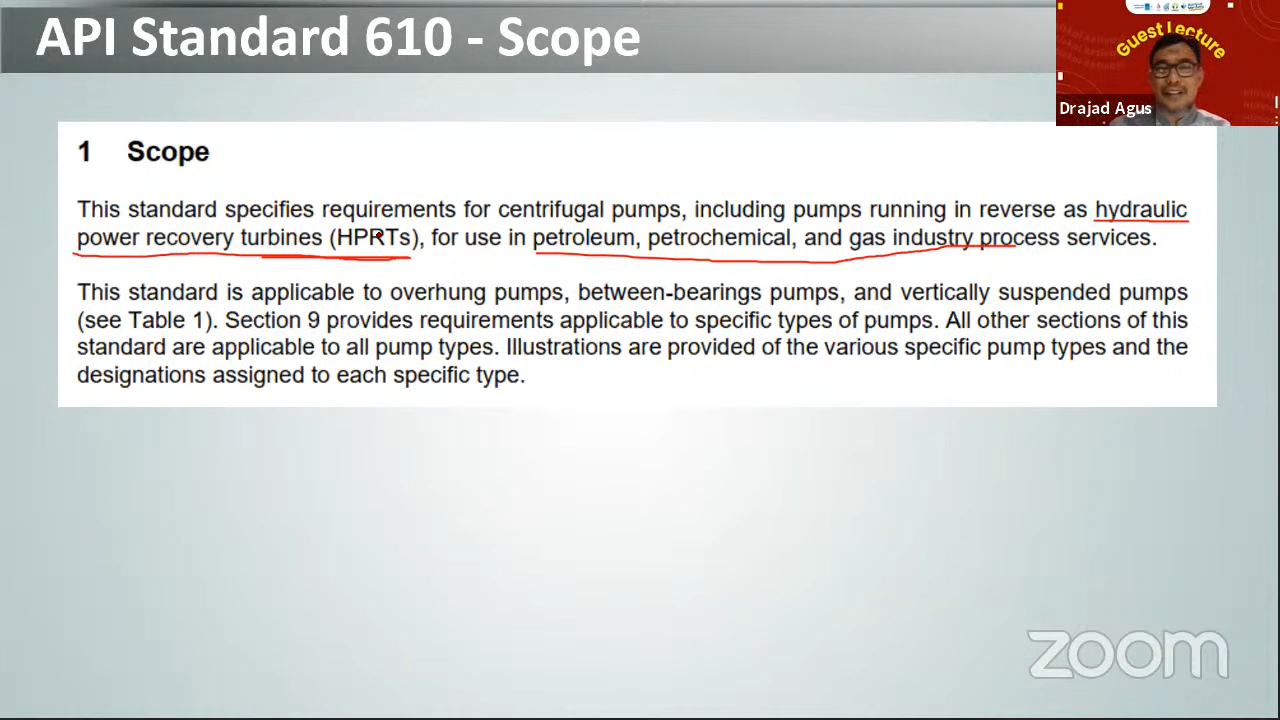 API Standard 610 - Scope
Guest Lecture
Drajad Agus
1 Scope
This standard specifies requirements for centrifugal pumps, including pumps running in reverse as hydraulic
power recovery turbines (HPRTs), for use in petroleum, petrochemical, and gas industry process services.
This standard is applicable to overhung pumps, between-bearings pumps, and vertically suspended pumps
(see Table 1). Section 9 provides requirements applicable to specific types of pumps. All other sections of this
standard are applicable to all pump types. Illustrations are provided of the various specific pump types and the
designations assigned to each specific type.
zoom